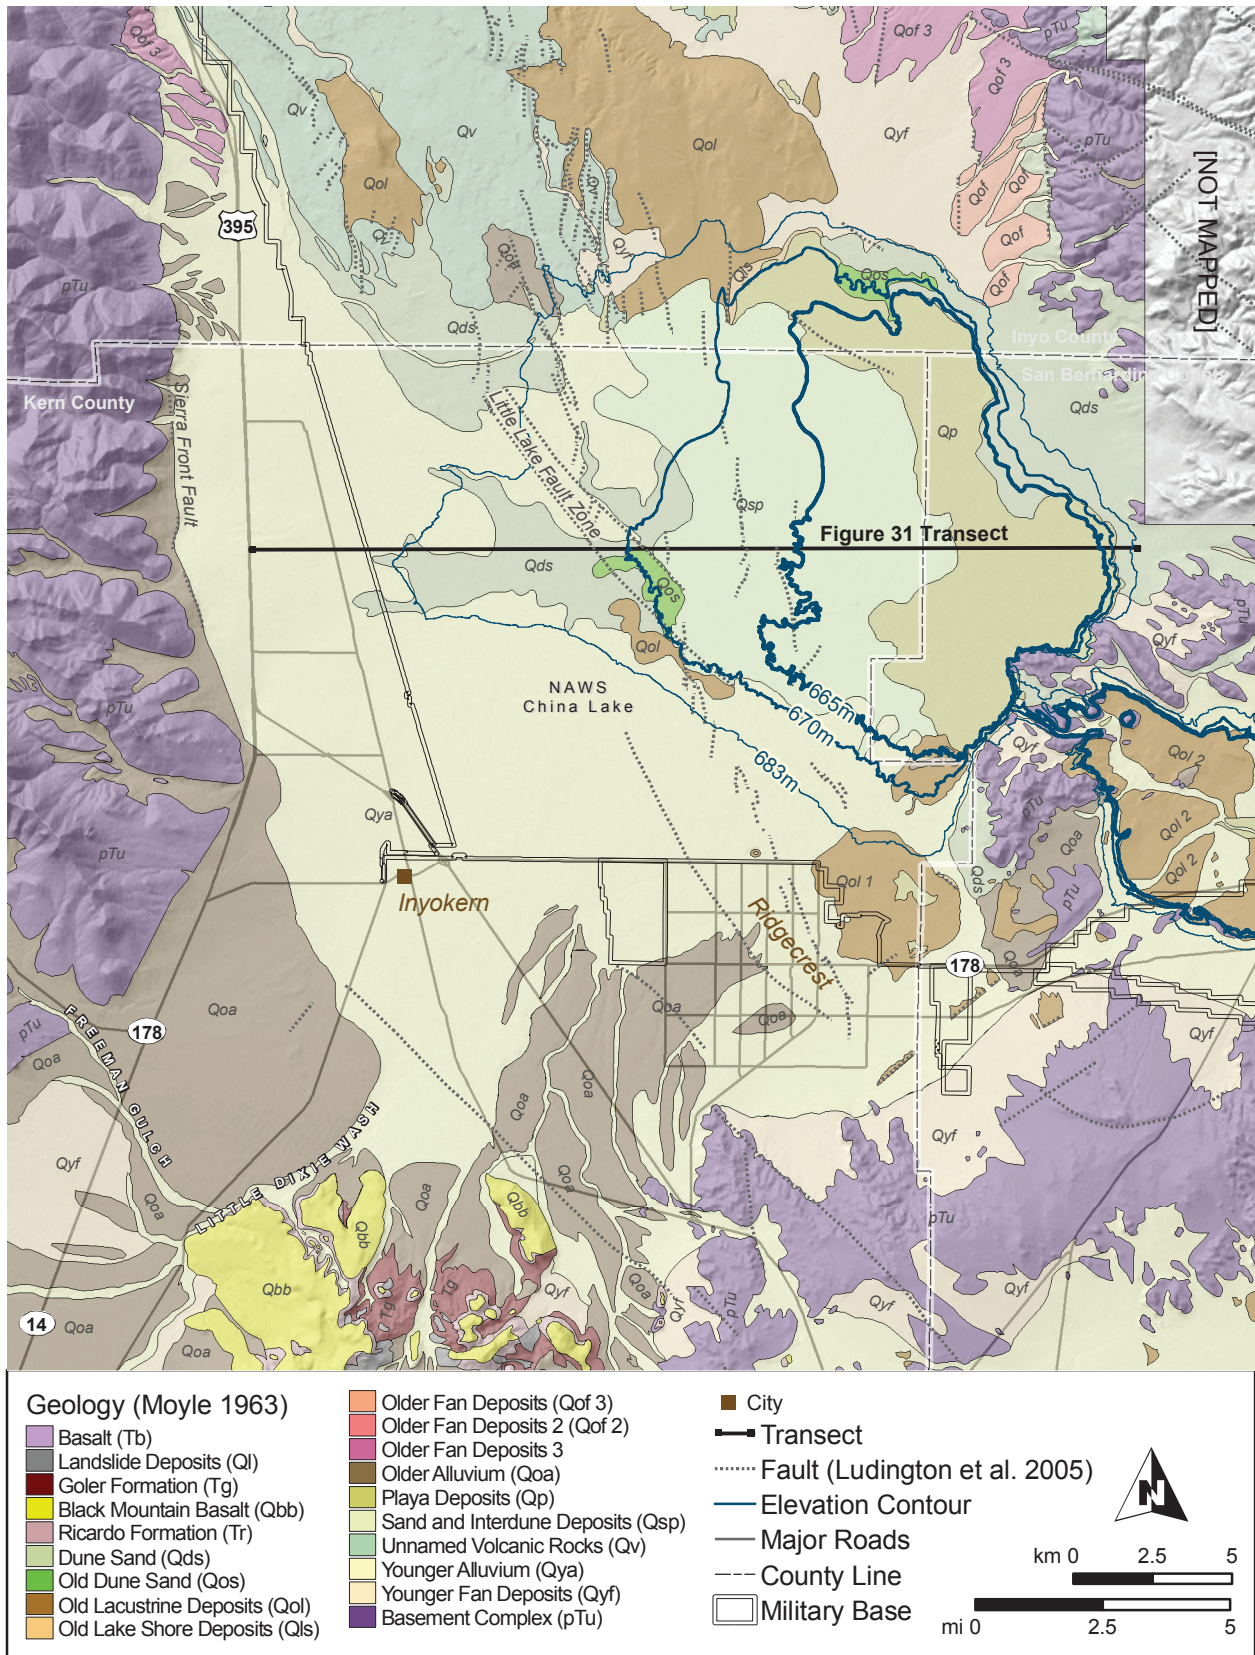 Qof 3
Qof 3
pTu
Qof 3
Qv
Qv
Qol
Qyf
pTu
[NOT MAPPED]
Qol
Qv
Qof
Qof
395
Qv
Qyf
Qof
Qoa
Qls
Qos
Qof
pTu
Qds
Inyo County
San Bernardino County
Kern County
Sierra Front Fault
Little Lake Fault Zone
Qp
Qds
Qsp
Figure 31 Transect
Qds
Qos
pTu
Qol
Qyf
NAWS
China Lake
665m
670m
683m
pTu
Qyf
Qol 2
Qya
pTu
Qol 2
pTu
Qoa
Qol 2
Inyokern
Qol 1
Qds
pTu
Ridgecrest
178
Qoa
Qoa
Qoa
Qoa
178
FREEMAN GULCH
pTu
Qoa
Qyf
Qoa
Qoa
LITTLE DIXIE WASH
Qyf
Qyf
Qoa
Qoa
Qoa
Qbb
Qbb
pTu
Qbb
Tg
Tg
Qyf
Qoa
Qyf
pTu
Qyf
Qyf
14
Qoa
Qoa
Geology (Moyle 1963)
Basalt (Tb)
Landslide Deposits (Ql)
Goler Formation (Tg)
Black Mountain Basalt (Qbb)
Ricardo Formation (Tr)
Dune Sand (Qds)
Old Dune Sand (Qos)
Old Lacustrine Deposits (Qol)
Old Lake Shore Deposits (Qls)
Older Fan Deposits (Qof 3)
Older Fan Deposits 2 (Qof 2)
Older Fan Deposits 3
Older Alluvium (Qoa)
Playa Deposits (Qp)
Sand and Interdune Deposits (Qsp)
Unnamed Volcanic Rocks (Qv)
Younger Alluvium (Qya)
Younger Fan Deposits (Qyf)
Basement Complex (pTu)
City
Transect
Fault (Ludington et al. 2005)
Elevation Contour
Major Roads
County Line
Military Base
N
km 0 2.5 5
mi 0 2.5 5